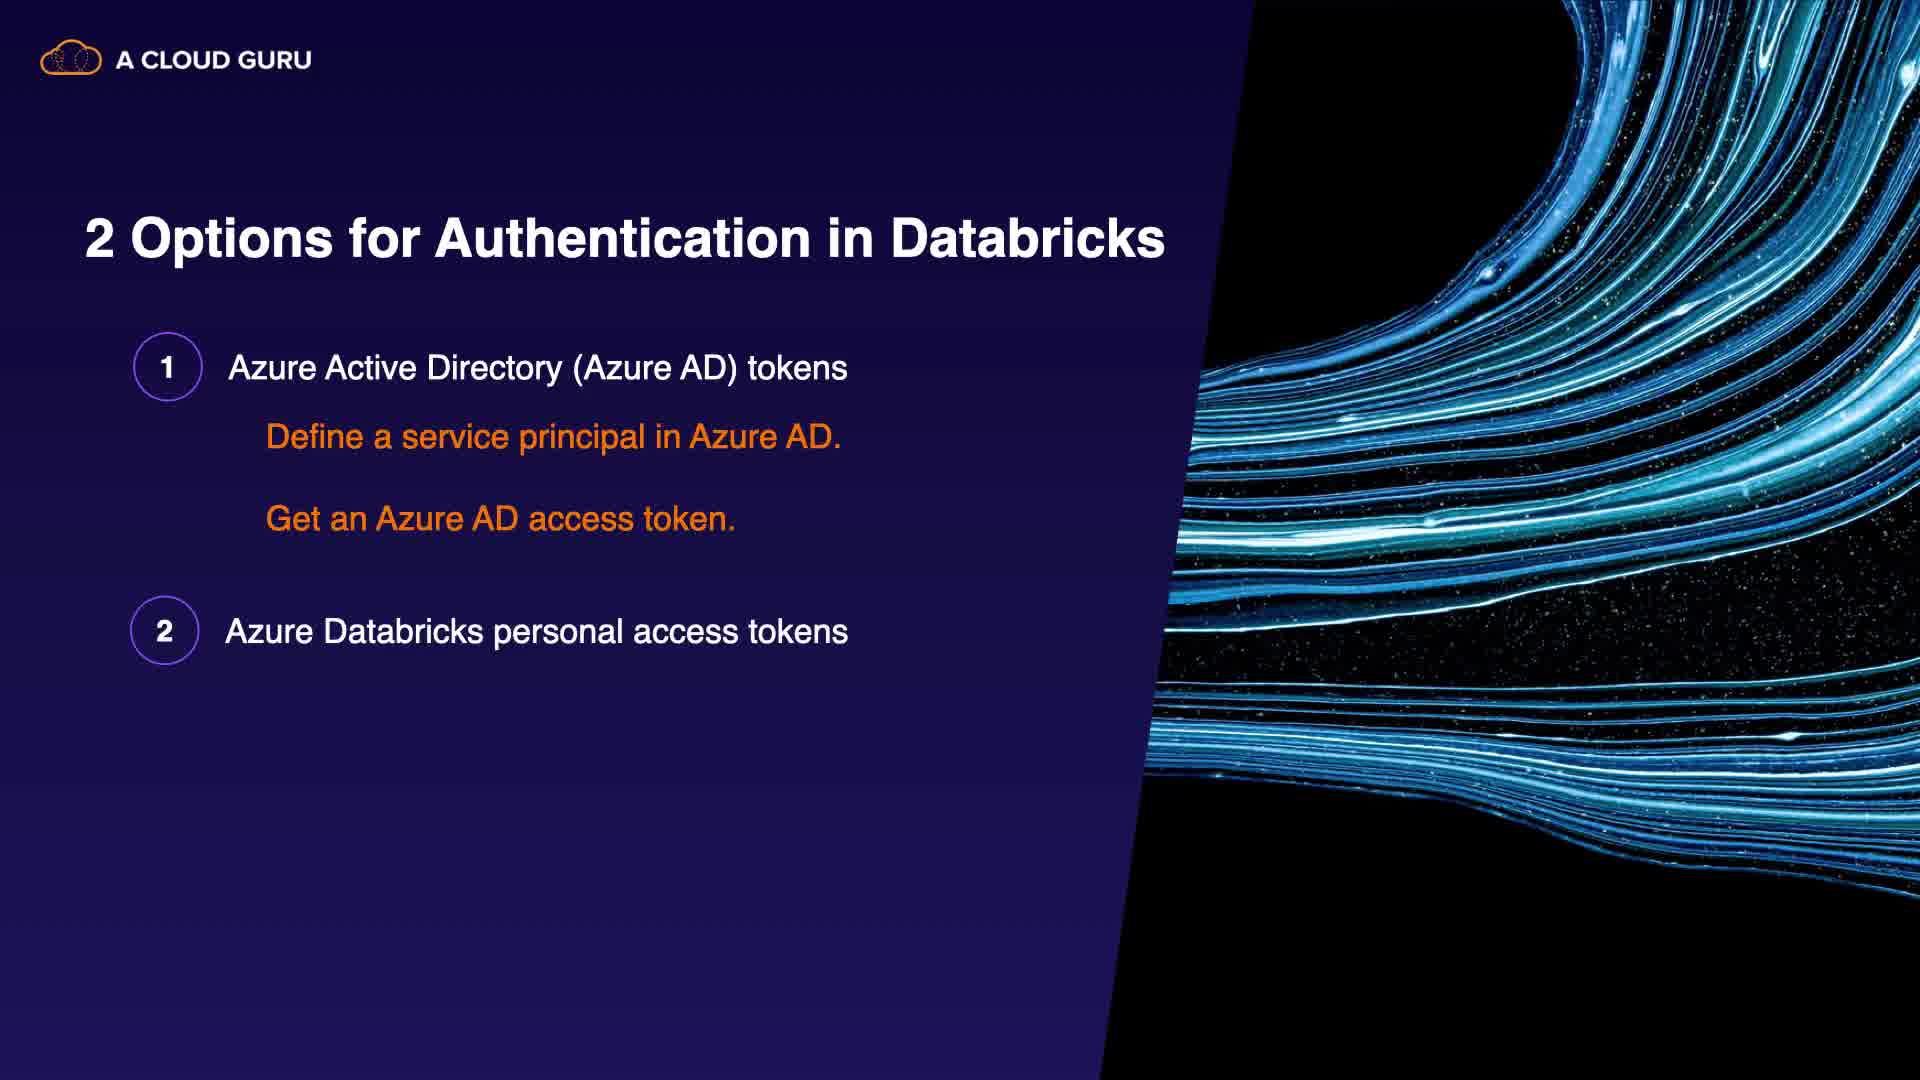 A CLOUD GURU
2 Options for Authentication in Databricks
1 Azure Active Directory (Azure AD) tokens
Define a service principal in Azure AD.
Get an Azure AD access token.
2 Azure Databricks personal access tokens